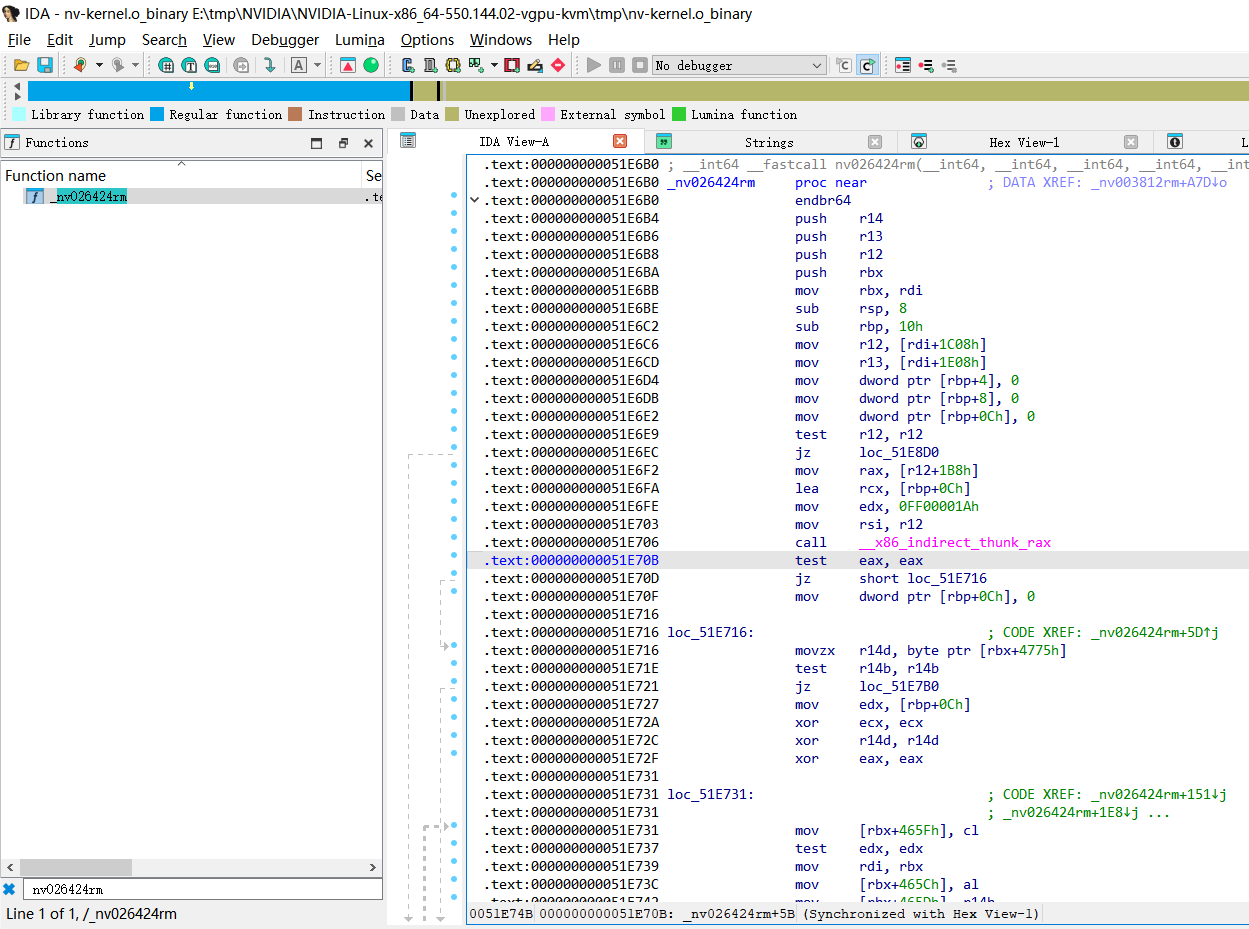 IDA - nv-kernel.o_binary E:\tmp\NVIDIA\NVIDIA-Linux-x86_64-550.144.02-vgpu-kvm\tmp\nv-kernel.o_binary
File Edit Jump Search View Debugger Lumina Options Windows Help
No debugger
Library function Regular function Instruction Data Unexplored External symbol Lumina function
Functions
IDA View-A Strings Hex View-1
Function name Se
_nv026424rm .te
.text:000000000051E6B0 ; __int64 __fastcall nv026424rm(__int64, __int64, __int64, __int64, __int
.text:000000000051E6B0 _nv026424rm proc near ; DATA XREF: _nv003812rm+A7D↓o
.text:000000000051E6B0 endbr64
.text:000000000051E6B4 push r14
.text:000000000051E6B6 push r13
.text:000000000051E6B8 push r12
.text:000000000051E6BA push rbx
.text:000000000051E6BB mov rbx, rdi
.text:000000000051E6BE sub rsp, 8
.text:000000000051E6C2 sub rbp, 10h
.text:000000000051E6C6 mov r12, [rdi+1C08h]
.text:000000000051E6CD mov r13, [rdi+1E08h]
.text:000000000051E6D4 mov dword ptr [rbp+4], 0
.text:000000000051E6DB mov dword ptr [rbp+8], 0
.text:000000000051E6E2 mov dword ptr [rbp+0Ch], 0
.text:000000000051E6E9 test r12, r12
.text:000000000051E6EC jz loc_51E8D0
.text:000000000051E6F2 mov rax, [r12+1B8h]
.text:000000000051E6FA lea rcx, [rbp+0Ch]
.text:000000000051E6FE mov edx, 0FF00001Ah
.text:000000000051E703 mov rsi, r12
.text:000000000051E706 call __x86_indirect_thunk_rax
.text:000000000051E70B test eax, eax
.text:000000000051E70D jz short loc_51E716
.text:000000000051E70F mov dword ptr [rbp+0Ch], 0
.text:000000000051E716
.text:000000000051E716 loc_51E716: ; CODE XREF: _nv026424rm+5D↑j
.text:000000000051E716 movzx r14d, byte ptr [rbx+4775h]
.text:000000000051E71E test r14b, r14b
.text:000000000051E721 jz loc_51E7B0
.text:000000000051E727 mov edx, [rbp+0Ch]
.text:000000000051E72A xor ecx, ecx
.text:000000000051E72C xor r14d, r14d
.text:000000000051E72F xor eax, eax
.text:000000000051E731
.text:000000000051E731 loc_51E731: ; CODE XREF: _nv026424rm+151↓j
.text:000000000051E731 ; _nv026424rm+1E8↓j ...
.text:000000000051E731 mov [rbx+465Fh], cl
.text:000000000051E737 test edx, edx
.text:000000000051E739 mov rdi, rbx
.text:000000000051E73C mov [rbx+465Ch], al
nv026424rm
Line 1 of 1, /_nv026424rm
0051E74B 000000000051E70B: _nv026424rm+5B (Synchronized with Hex View-1)